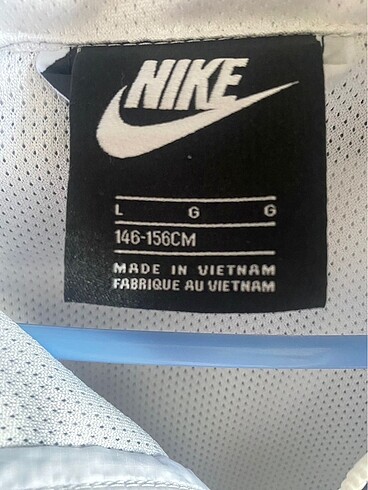 NIKE
L G G
146-156CM
MADE IN VIETNAM
FABRIQUE AU VIETNAM